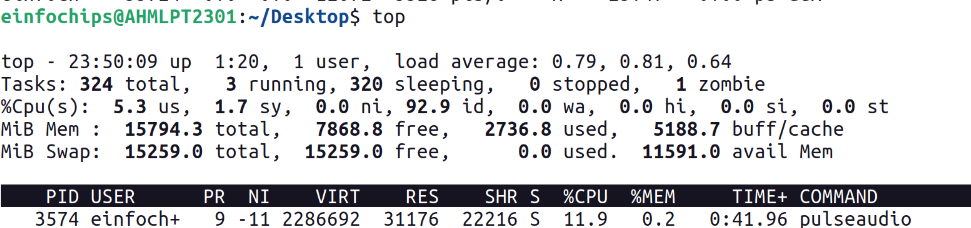 einfochips@AHMLPT2301:~/Desktop$ top
top - 23:50:09 up  1:20,  1 user,  load average: 0.79, 0.81, 0.64
Tasks: 324 total,   3 running, 320 sleeping,   0 stopped,   1 zombie
%Cpu(s):  5.3 us,  1.7 sy,  0.0 ni, 92.9 id,  0.0 wa,  0.0 hi,  0.0 si,  0.0 st
MiB Mem :  15794.3 total,   7868.8 free,   2736.8 used,   5188.7 buff/cache
MiB Swap:  15259.0 total,  15259.0 free,      0.0 used.  11591.0 avail Mem
PID USER      PR  NI    VIRT    RES    SHR S  %CPU  %MEM     TIME+ COMMAND
3574 einfoch+   9 -11 2286692  31176  22216 S  11.9   0.2   0:41.96 pulseaudio